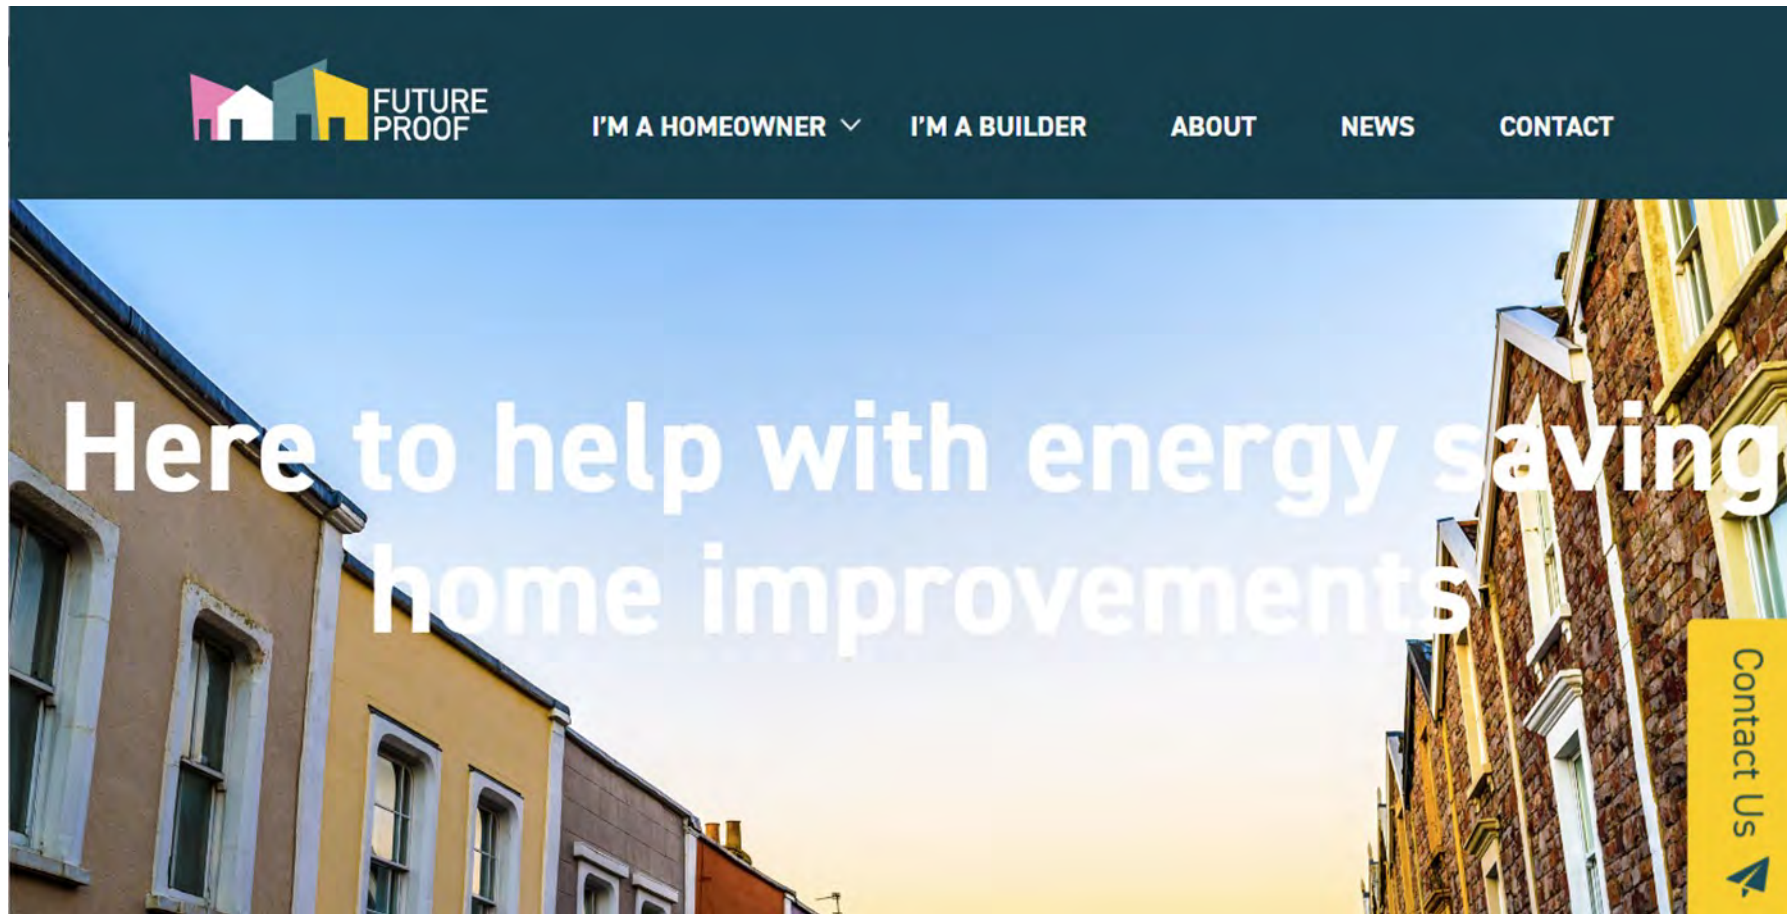 FUTURE
PROOF
I'M A HOMEOWNER
I'M A BUILDER
ABOUT
NEWS
CONTACT
Here to help with energy saving
home improvements
Contact Us